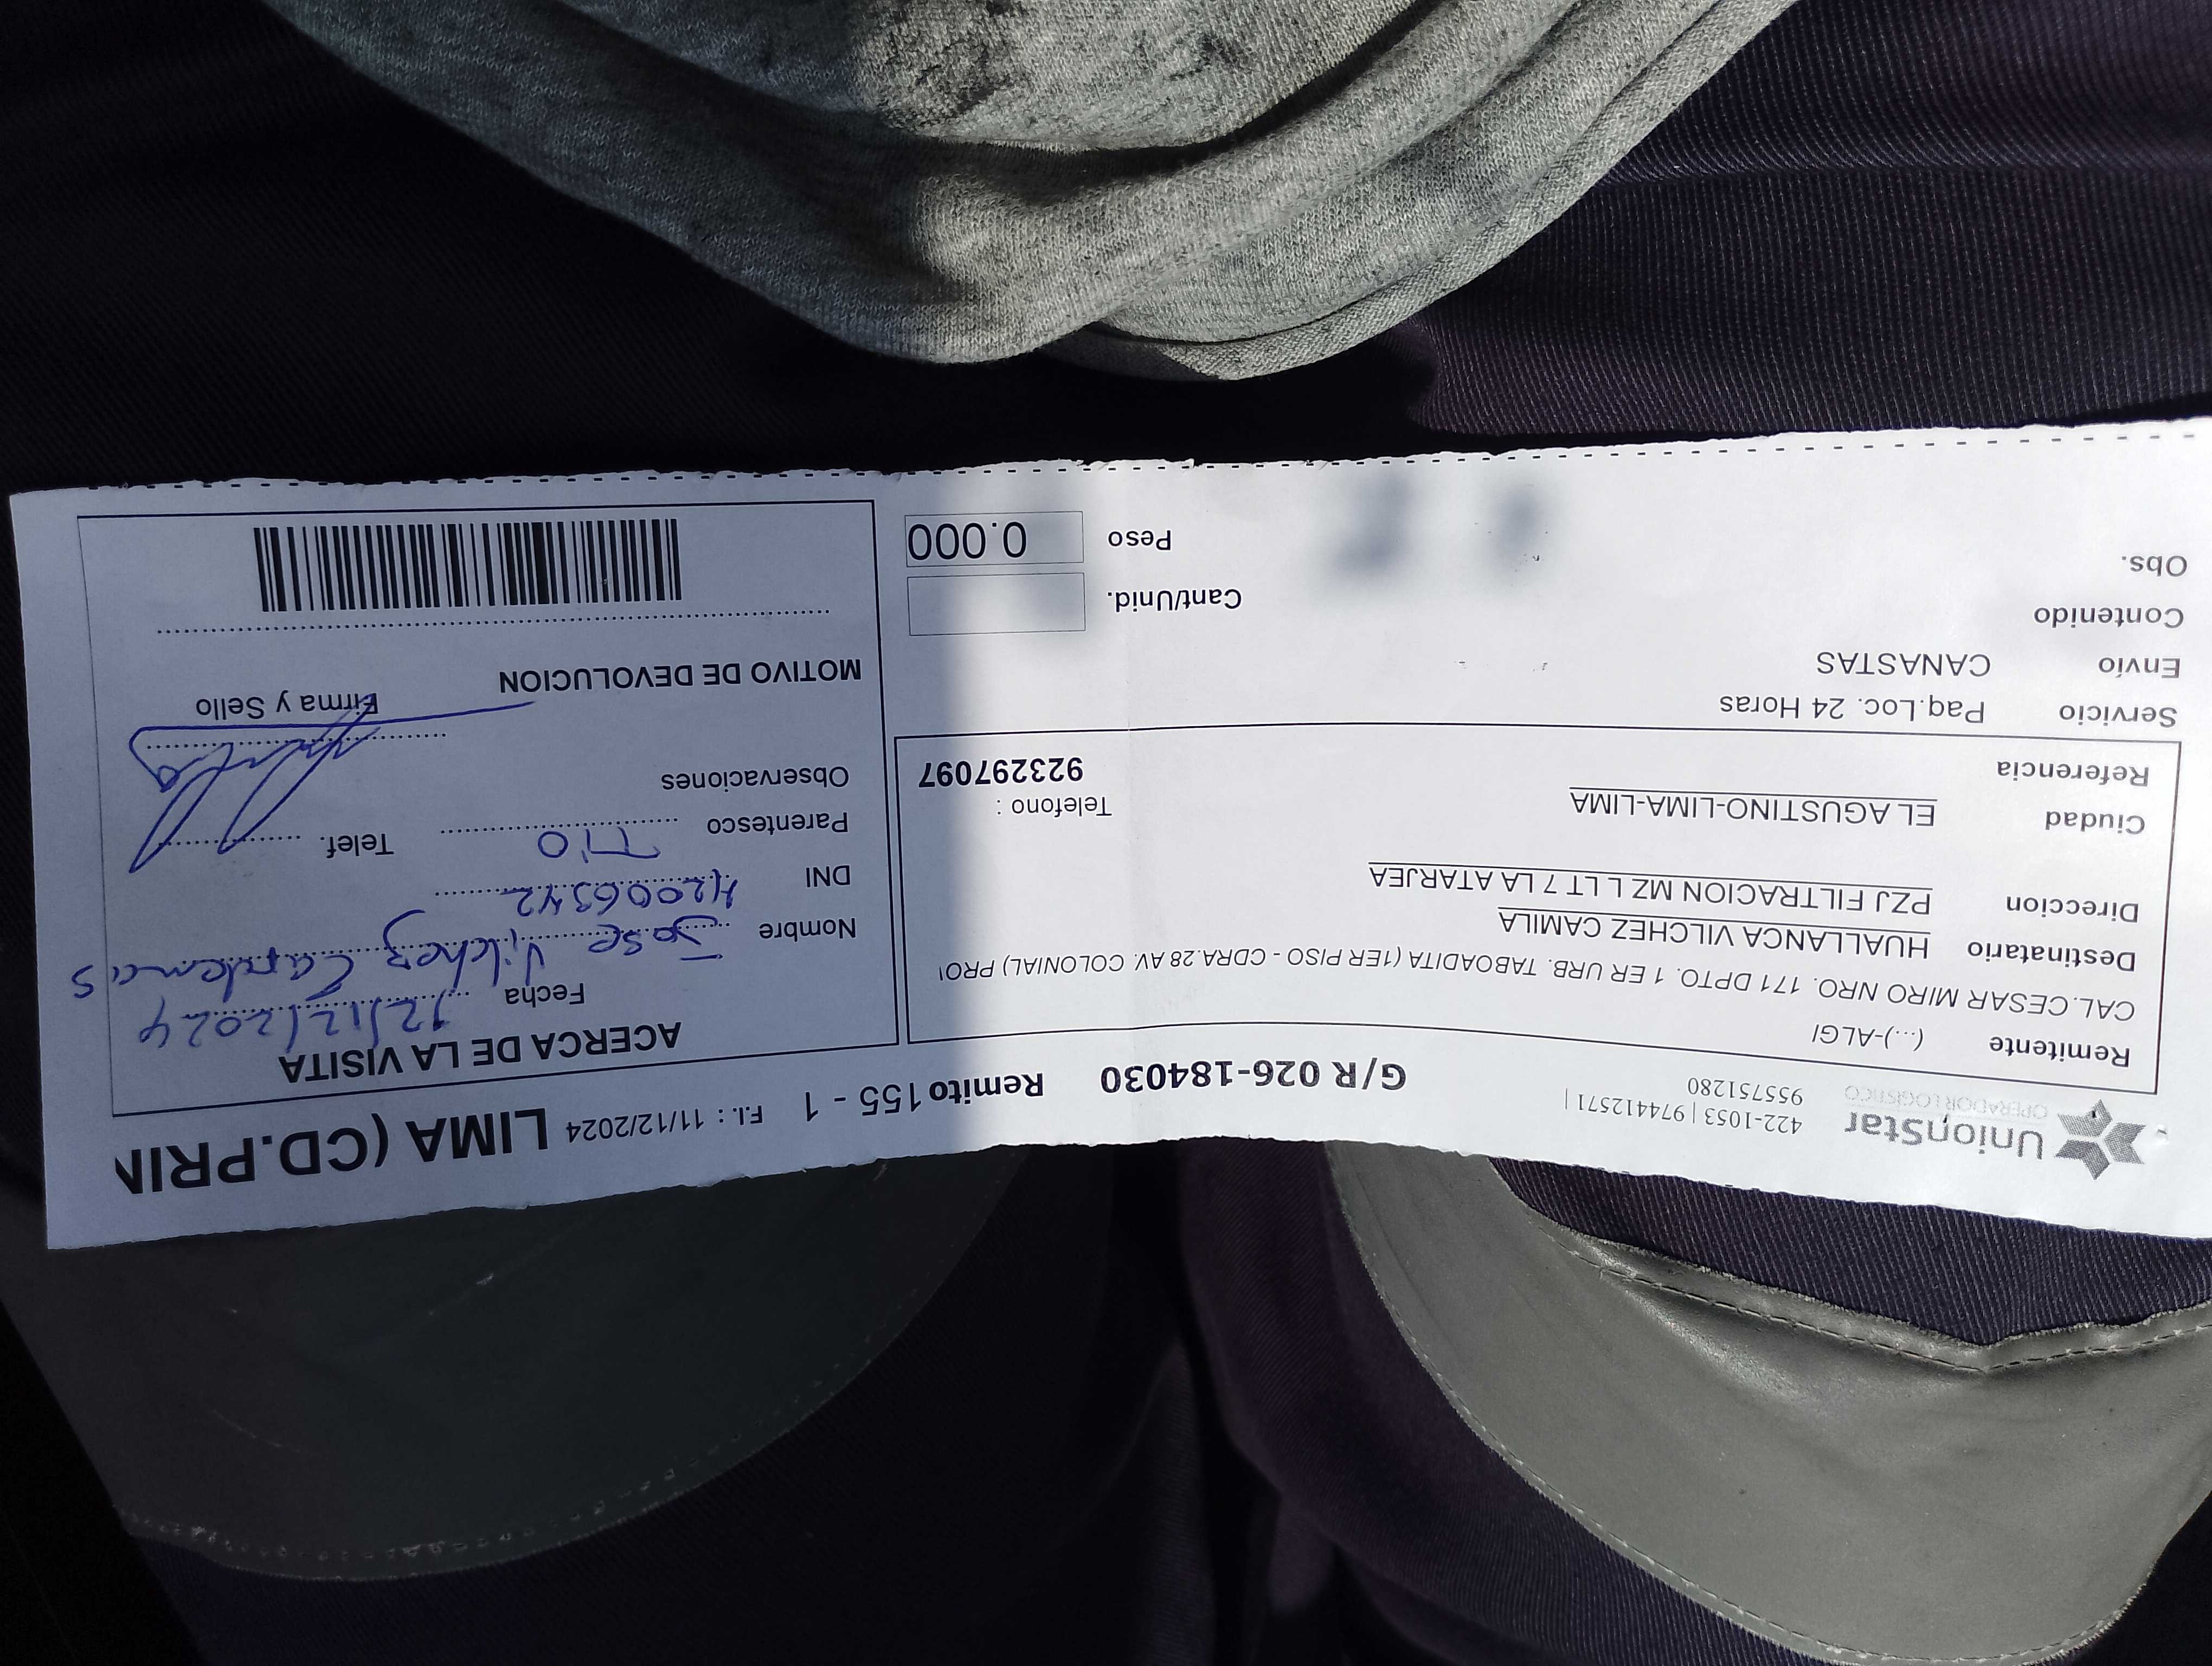 UnionStar
OPERADOR LOGISTICO
422-1053 | 974412571 |
955751280
G/R 026-184030
Remito 155 - 1
F.I. : 11/12/2024
LIMA (CD.PRIN
Remitente (...)-ALGI
CAL.CESAR MIRO NRO. 171 DPTO. 1 ER URB. TABOADITA (1ER PISO - CDRA.28 AV. COLONIAL) PRO
Destinatario HUALLANCA VILCHEZ CAMILA
Direccion PZJ FILTRACION MZ L LT 7 LA ATARJEA
Ciudad EL AGUSTINO-LIMA-LIMA
Telefono :
Referencia
923297097
Servicio Paq.Loc. 24 Horas
Envío CANASTAS
Contenido
Obs.
Cant/Unid.
Peso 0.000
ACERCA DE LA VISITA
Fecha 12/12/2024
Nombre Jose Vilchez Cardenas
DNI 42006342
Parentesco TIO Telef.
Observaciones
Firma y Sello
MOTIVO DE DEVOLUCION